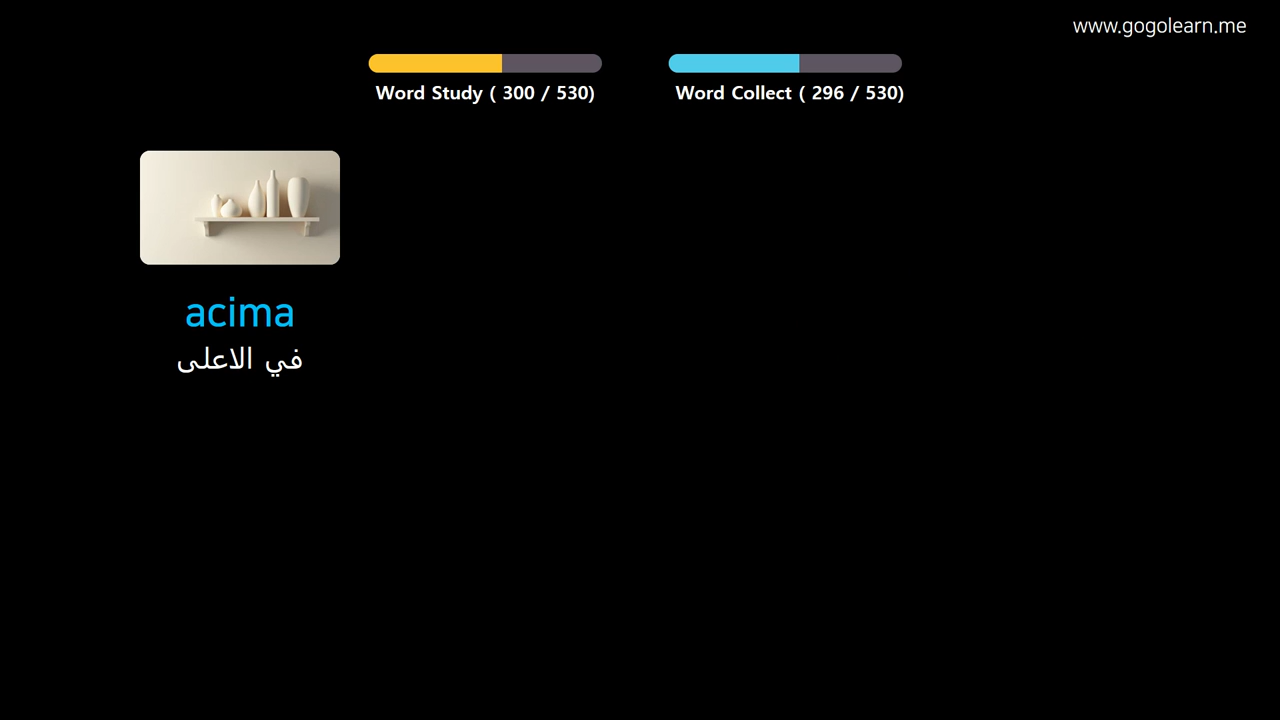 www.gogolearn.me
Word Study ( 300 / 530)
Word Collect ( 296 / 530)
acima
في الاعلى